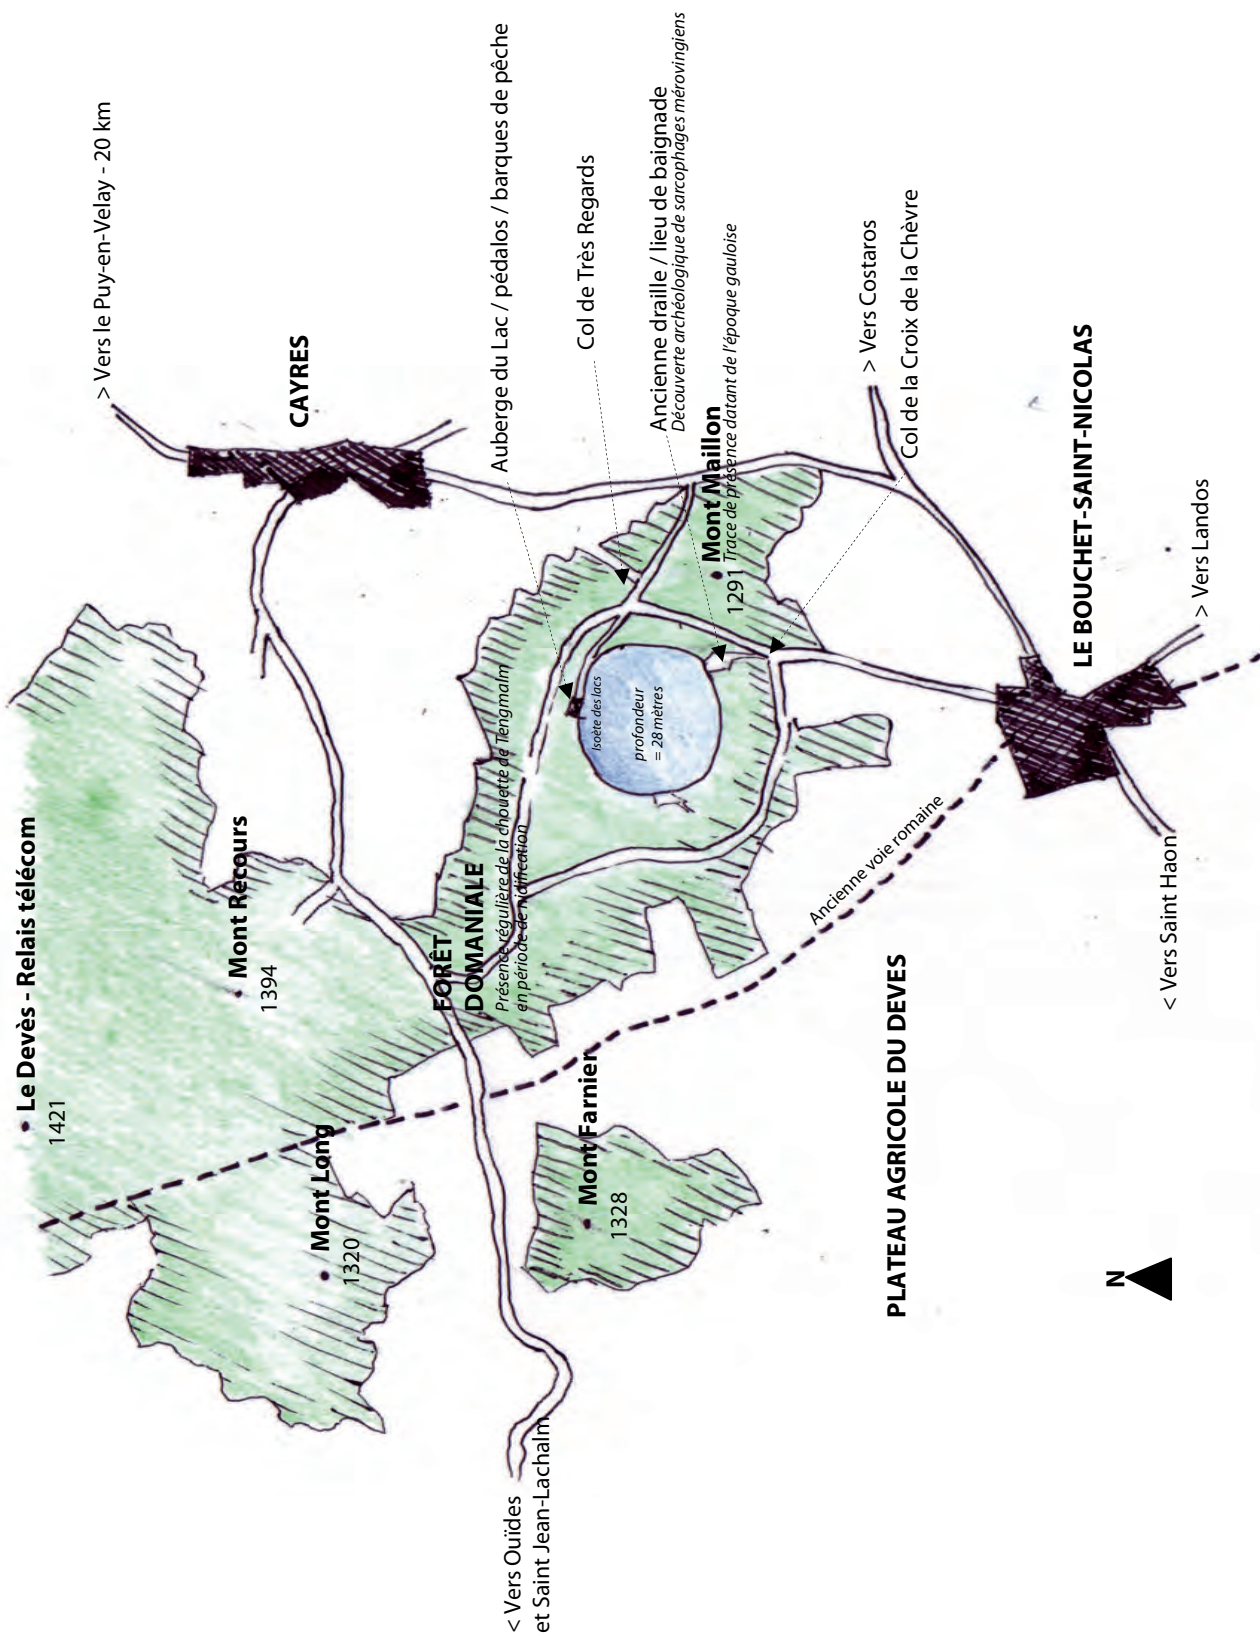 Le Devès - Relais télécom
1421
> Vers le Puy-en-Velay - 20 km
Mont Recours
1394
CAYRES
Mont Long
1320
FORÊT
DOMANIALE
Présence régulière de la chouette de Tengmalm
en période de nidification
Auberge du Lac / pédalos / barques de pêche
< Vers Ouïdes
et Saint Jean-Lachalm
Mont Farnier
1328
Isoète des lacs
profondeur
= 28 mètres
Col de Très Regards
Ancienne draille / lieu de baignade
Découverte archéologique de sarcophages mérovingiens
Mont Maillon
1291
Trace de présence datant de l'époque gauloise
Ancienne voie romaine
> Vers Costaros
Col de la Croix de la Chèvre
PLATEAU AGRICOLE DU DEVES
LE BOUCHET-SAINT-NICOLAS
N
< Vers Saint Haon
> Vers Landos